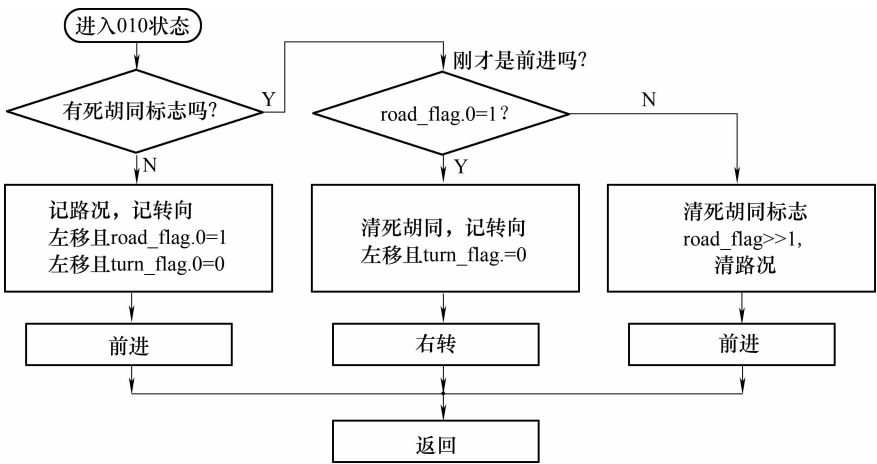 进入010状态
有死胡同标志吗？
Y
N
刚才是前进吗？
road_flag.0=1？
N
Y
记路况，记转向
左移且road_flag.0=1
左移且turn_flag.0=0
清死胡同，记转向
左移且turn_flag.=0
清死胡同标志
road_flag>>1,
清路况
前进
右转
前进
返回